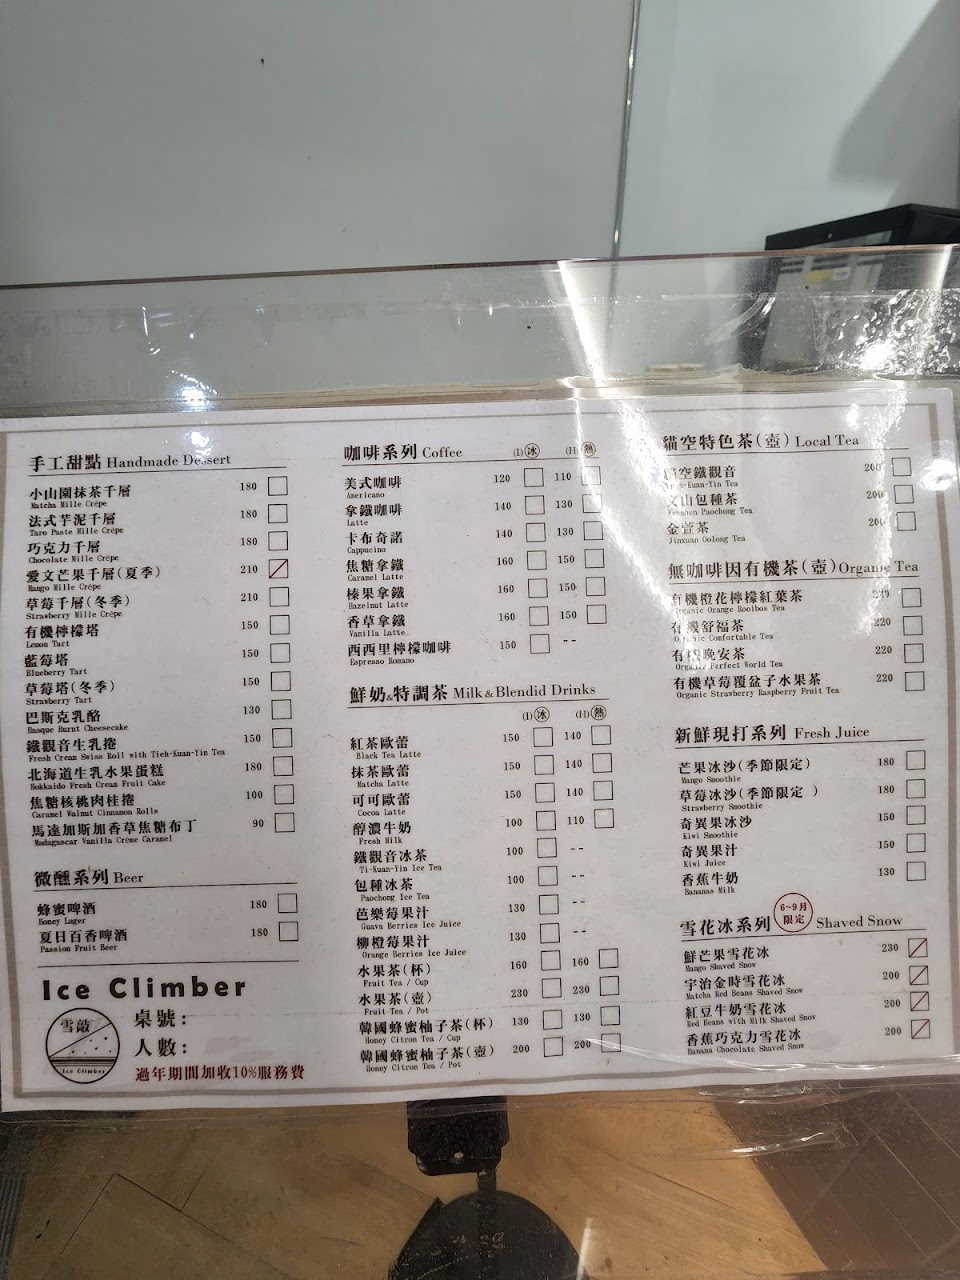 手工甜點 Handmade Dessert
小山園抹茶千層 180
Matcha Mille Crêpe
法式芋泥千層 180
Taro Paste Mille Crêpe
巧克力千層 180
Chocolate Mille Crêpe
愛文芒果千層(夏季) 210
Mango Mille Crêpe
草莓千層(冬季) 210
Strawberry Mille Crêpe
有機檸檬塔 150
Lemon Tart
藍莓塔 150
Blueberry Tart
草莓塔(冬季) 150
Strawberry Tart
巴斯克乳酪 130
Basque Burnt Cheesecake
鐵觀音生乳捲 150
Fresh Cream Swiss Roll with Tieh-Kuan-Yin Tea
北海道生乳水果蛋糕 180
Hokkaido Fresh Cream Fruit Cake
焦糖核桃肉桂捲 100
Caramel Walnut Cinnamon Rolls
馬達加斯加香草焦糖布丁 90
Madagascar Vanilla Crème Caramel
微醺系列 Beer
蜂蜜啤酒 180
Honey Lager
夏日百香啤酒 180
Passion Fruit Beer
Ice Climber
雪敲
Ice Climber
桌號：
人數：
過年期間加收10%服務費
咖啡系列 Coffee (I)冰 (H)熱
美式咖啡 120 110
Americano
拿鐵咖啡 140 130
Latte
卡布奇諾 140 130
Cappucino
焦糖拿鐵 160 150
Caramel Latte
榛果拿鐵 160 150
Hazelnut Latte
香草拿鐵 160 150
Vanilla Latte
西西里檸檬咖啡 150 --
Espresso Romano
鮮奶&特調茶 Milk & Blendid Drinks
(I)冰 (H)熱
紅茶歐蕾 150 140
Black Tea Latte
抹茶歐蕾 150 140
Matcha Latte
可可歐蕾 150 140
Cocoa Latte
醇濃牛奶 100 110
Fresh Milk
鐵觀音冰茶 100 --
Ti-Kuan-Yin Ice Tea
包種冰茶 100 --
Paochong Ice Tea
芭樂莓果汁 130 --
Guava Berries Ice Juice
柳橙莓果汁 130 --
Orange Berries Ice Juice
水果茶(杯) 160 160
Fruit Tea / Cup
水果茶(壺) 230 230
Fruit Tea / Pot
韓國蜂蜜柚子茶(杯) 130 130
Honey Citron Tea / Cup
韓國蜂蜜柚子茶(壺) 200 200
Honey Citron Tea / Pot
貓空特色茶(壺) Local Tea
貓空鐵觀音 200
Tieh-Kuan-Yin Tea
文山包種茶 200
Wenshen Paochong Tea
金萱茶 200
Jinxuan Oolong Tea
無咖啡因有機茶(壺) Organic Tea
有機橙花檸檬紅葉茶 220
Organic Orange Rooibos Tea
有機舒福茶 220
Organic Comfortable Tea
有機晚安茶 220
Organic Perfect World Tea
有機草莓覆盆子水果茶 220
Organic Strawberry Raspberry Fruit Tea
新鮮現打系列 Fresh Juice
芒果冰沙(季節限定) 180
Mango Smoothie
草莓冰沙(季節限定 ) 180
Strawberry Smoothie
奇異果冰沙 150
Kiwi Smoothie
奇異果汁 150
Kiwi Juice
香蕉牛奶 130
Bananas Milk
雪花冰系列 6~9月限定 Shaved Snow
鮮芒果雪花冰 230
Mango Shaved Snow
宇治金時雪花冰 200
Matcha Red Beans Shaved Snow
紅豆牛奶雪花冰 200
Red Beans with Milk Shaved Snow
香蕉巧克力雪花冰 200
Banana Chocolate Shaved Snow